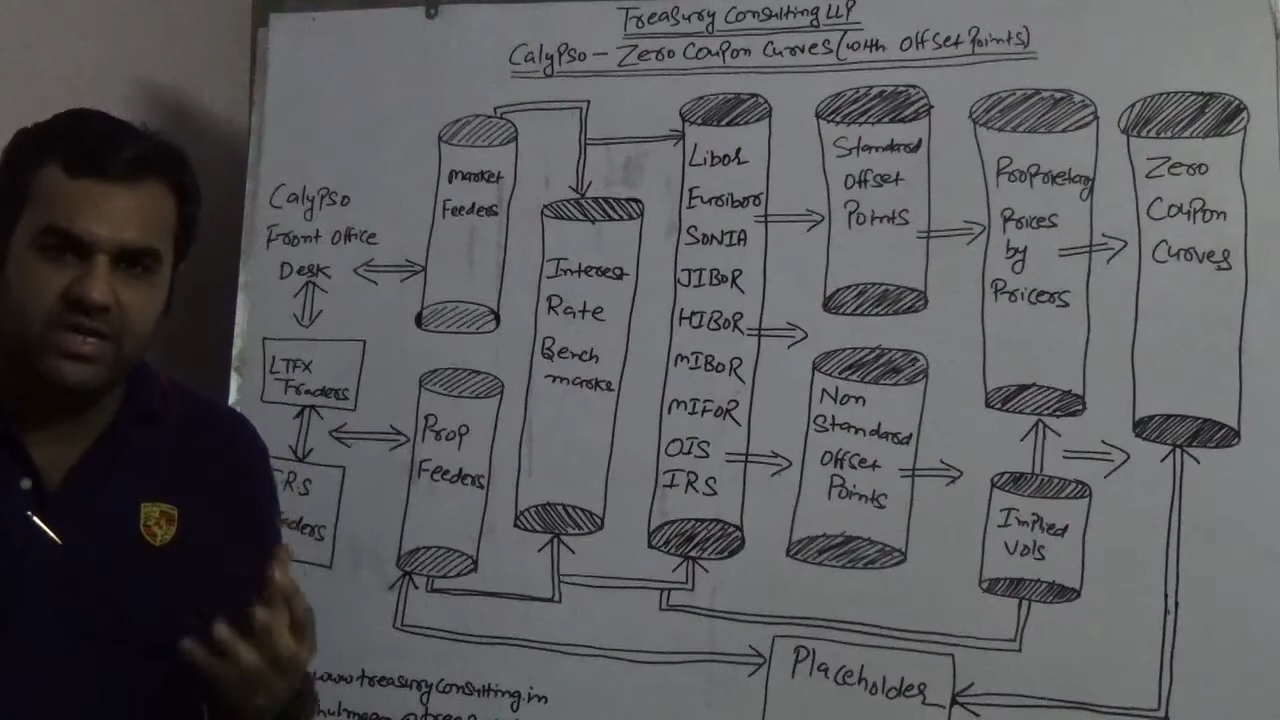 Treasury Consulting LLP
Calypso - Zero Coupon Curves (with Offset Points)
Calypso
Front Office
Desk
LTFX
Traders
I.R.S
Market
Feeders
Prop
Feeders
Interest
Rate
Bench
marks
Libor
Euribor
SONIA
JIBOR
HIBOR
MIBOR
MIFOR
OIS
IRS
Standard
Offset
Points
Non
Standard
Offset
Points
Proprietary
Prices
by
Pricers
Implied
Vols
Zero
Coupon
Curves
Placeholder
www.treasuryconsulting.in